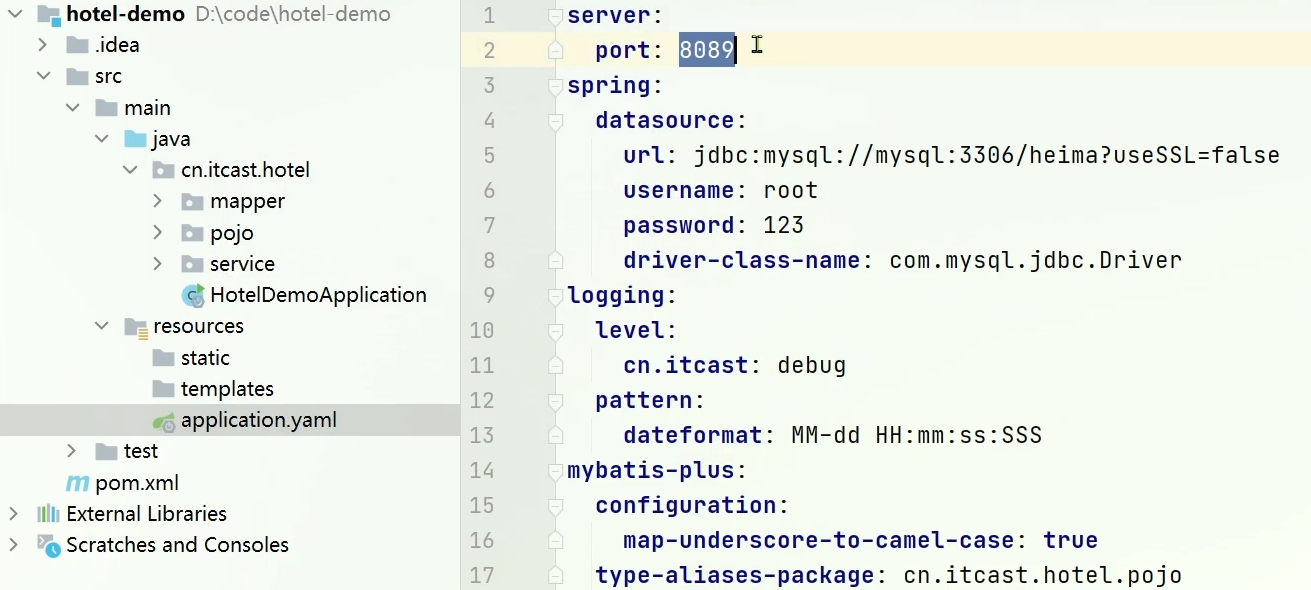 hotel-demo D:\code\hotel-demo
.idea
src
main
java
cn.itcast.hotel
mapper
pojo
service
HotelDemoApplication
resources
static
templates
application.yaml
test
pom.xml
External Libraries
Scratches and Consoles
1 server:
2 port: 8089
3 spring:
4 datasource:
5 url: jdbc:mysql://mysql:3306/heima?useSSL=false
6 username: root
7 password: 123
8 driver-class-name: com.mysql.jdbc.Driver
9 logging:
10 level:
11 cn.itcast: debug
12 pattern:
13 dateformat: MM-dd HH:mm:ss:SSS
14 mybatis-plus:
15 configuration:
16 map-underscore-to-camel-case: true
17 type-aliases-package: cn.itcast.hotel.pojo